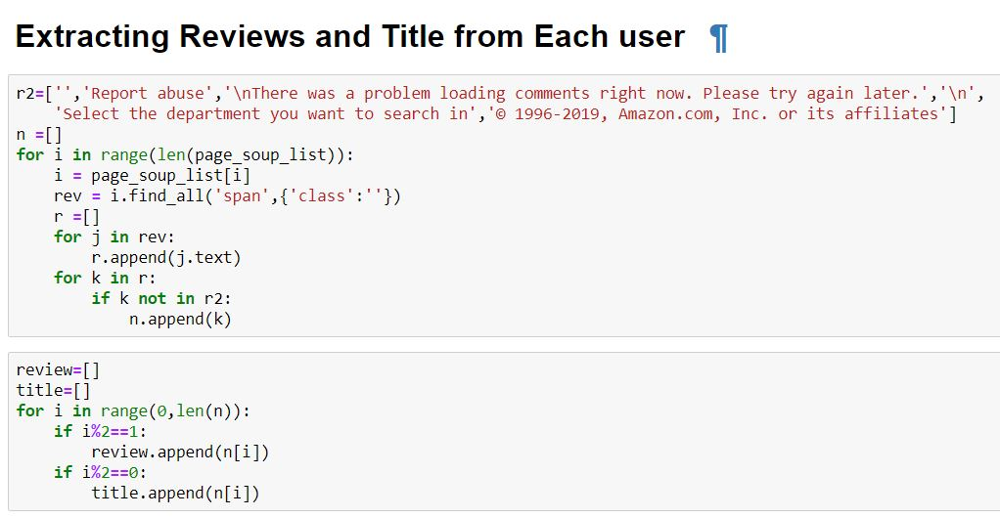 Extracting Reviews and Title from Each user ¶
r2=['','Report abuse','\nThere was a problem loading comments right now. Please try again later.','\n',
    'Select the department you want to search in','© 1996-2019, Amazon.com, Inc. or its affiliates']
n =[]
for i in range(len(page_soup_list)):
    i = page_soup_list[i]
    rev = i.find_all('span',{'class':''})
    r =[]
    for j in rev:
        r.append(j.text)
    for k in r:
        if k not in r2:
            n.append(k)
review=[]
title=[]
for i in range(0,len(n)):
    if i%2==1:
        review.append(n[i])
    if i%2==0:
        title.append(n[i])